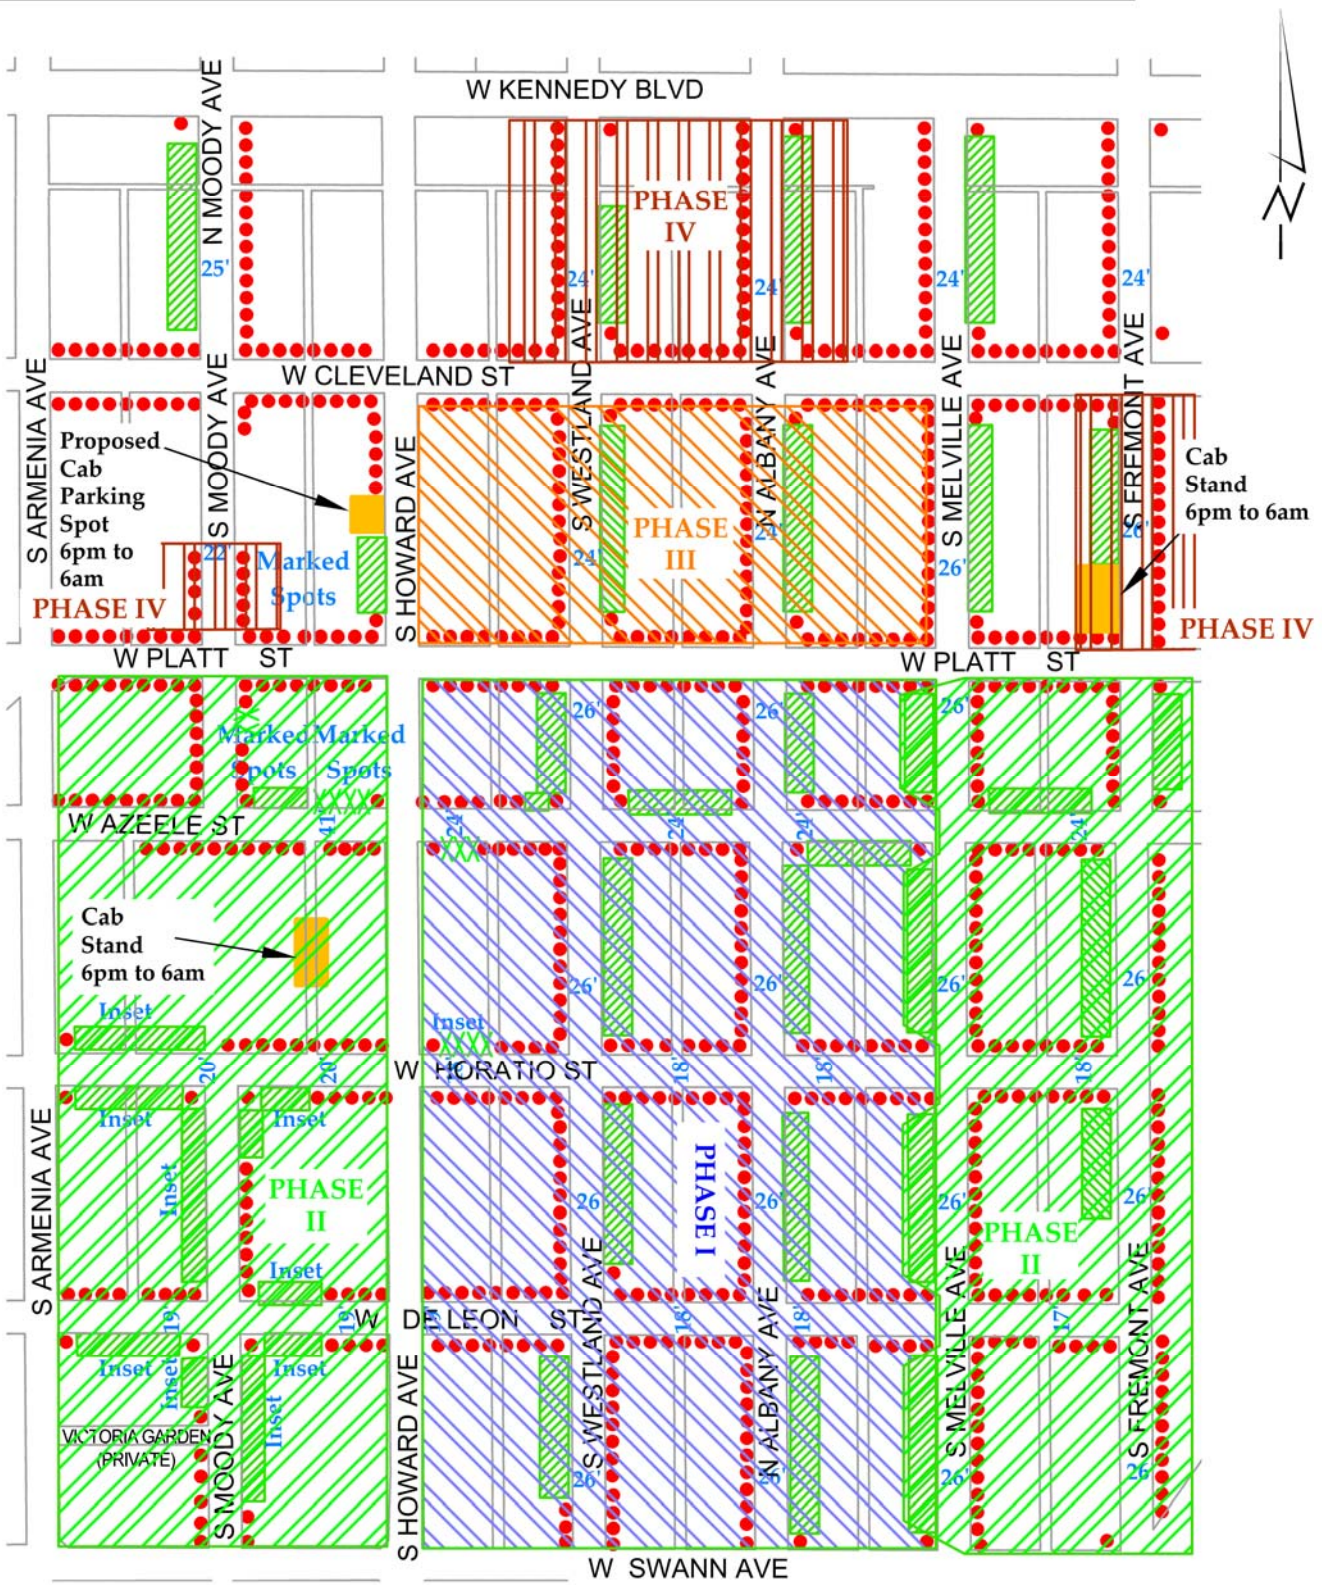 W KENNEDY BLVD
N MOODY AVE
PHASE
IV
25'
24'
24'
24'
24'
N
W CLEVELAND ST
S ARMENIA AVE
S MOODY AVE
S HOWARD AVE
S WESTLAND AVE
N ALBANY AVE
S MELVILLE AVE
S FREMONT AVE
Proposed
Cab
Parking
Spot
6pm to
6am
Cab
Stand
6pm to 6am
PHASE
III
22'
Marked
Spots
24'
24'
26'
26'
PHASE IV
PHASE IV
W PLATT ST
W PLATT ST
26'
26'
26'
Marked
Spots
Marked
Spots
W AZEELE ST
41'
24'
24'
24'
24'
Cab
Stand
6pm to 6am
26'
26'
26'
26'
Inset
Inset
W HORATIO ST
20'
20'
18'
18'
18'
Inset
Inset
Inset
S ARMENIA AVE
PHASE
II
PHASE I
26'
26'
26'
26'
PHASE
II
Inset
W DE LEON ST
19'
19'
19'
18'
18'
17'
Inset
Inset
Inset
Inset
S MOODY AVE
S HOWARD AVE
S WESTLAND AVE
N ALBANY AVE
S MELVILLE AVE
S FREMONT AVE
VICTORIA GARDEN
(PRIVATE)
26'
26'
26'
26'
W SWANN AVE